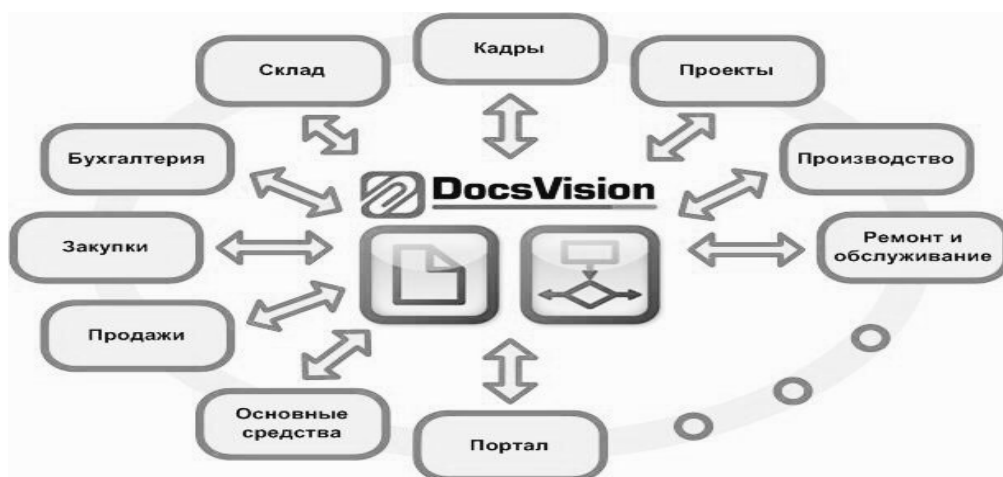 Кадры
Склад
Проекты
Бухгалтерия
Производство
DocsVision
Закупки
Ремонт и
обслуживание
Продажи
Основные
средства
Портал